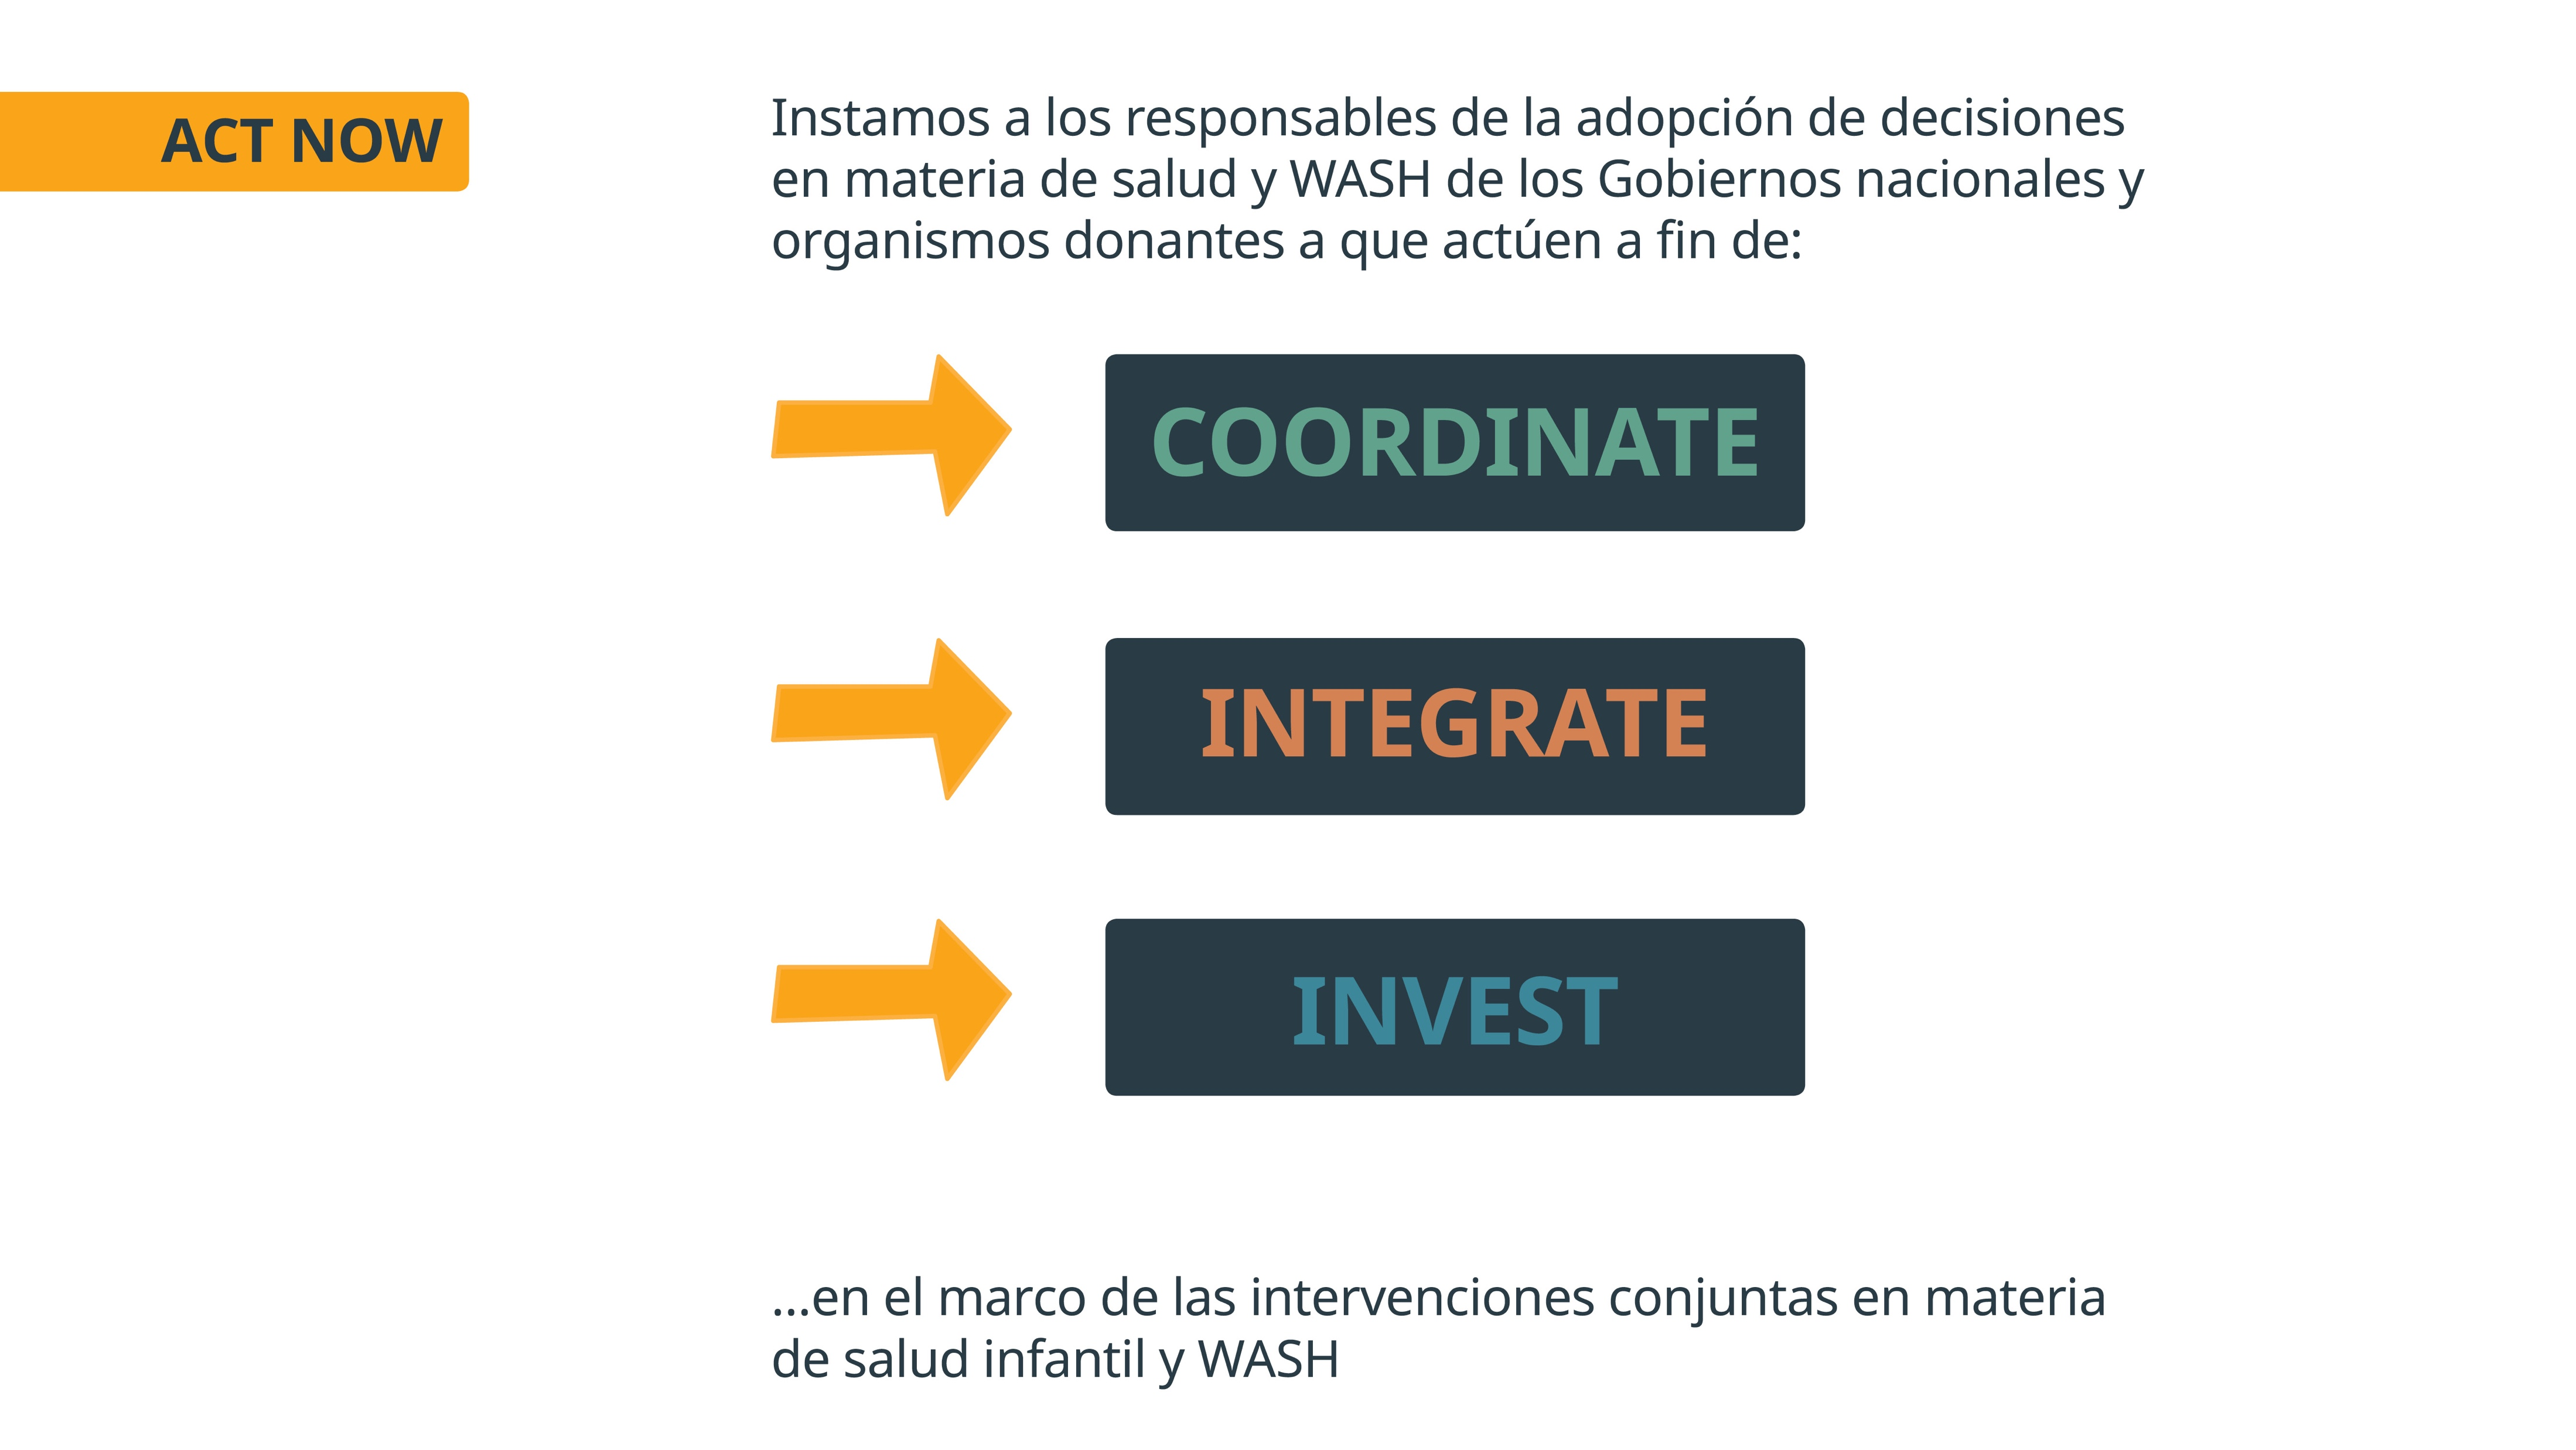 ACT NOW
Instamos a los responsables de la adopción de decisiones
en materia de salud y WASH de los Gobiernos nacionales y
organismos donantes a que actúen a fin de:
COORDINATE
INTEGRATE
INVEST
...en el marco de las intervenciones conjuntas en materia
de salud infantil y WASH